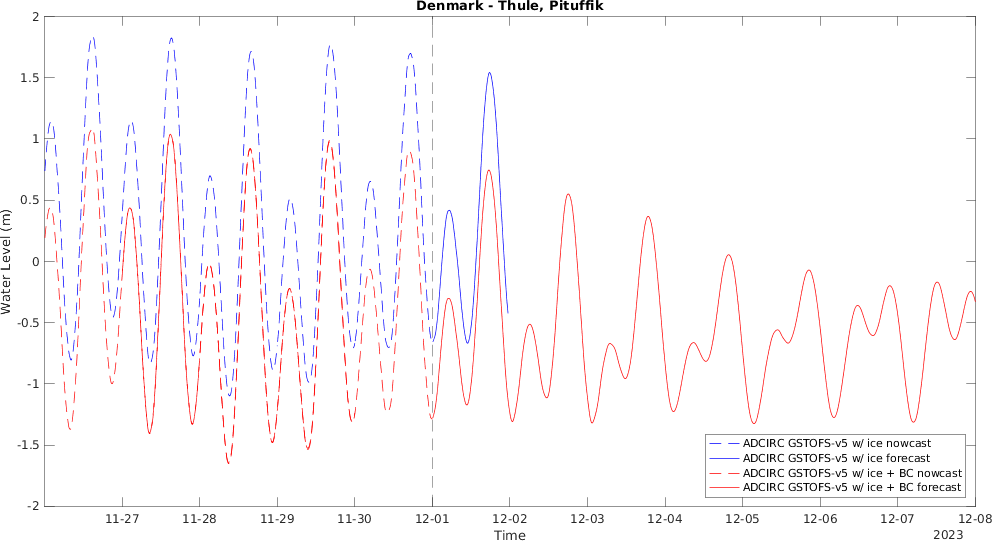 Denmark - Thule, Pituffik
2
1.5
1
0.5
0
-0.5
-1
-1.5
-2
Water Level (m)
ADCIRC GSTOFS-v5 w/ ice nowcast
ADCIRC GSTOFS-v5 w/ ice forecast
ADCIRC GSTOFS-v5 w/ ice + BC nowcast
ADCIRC GSTOFS-v5 w/ ice + BC forecast
11-27 11-28 11-29 11-30 12-01 12-02 12-03 12-04 12-05 12-06 12-07 12-08
Time
2023